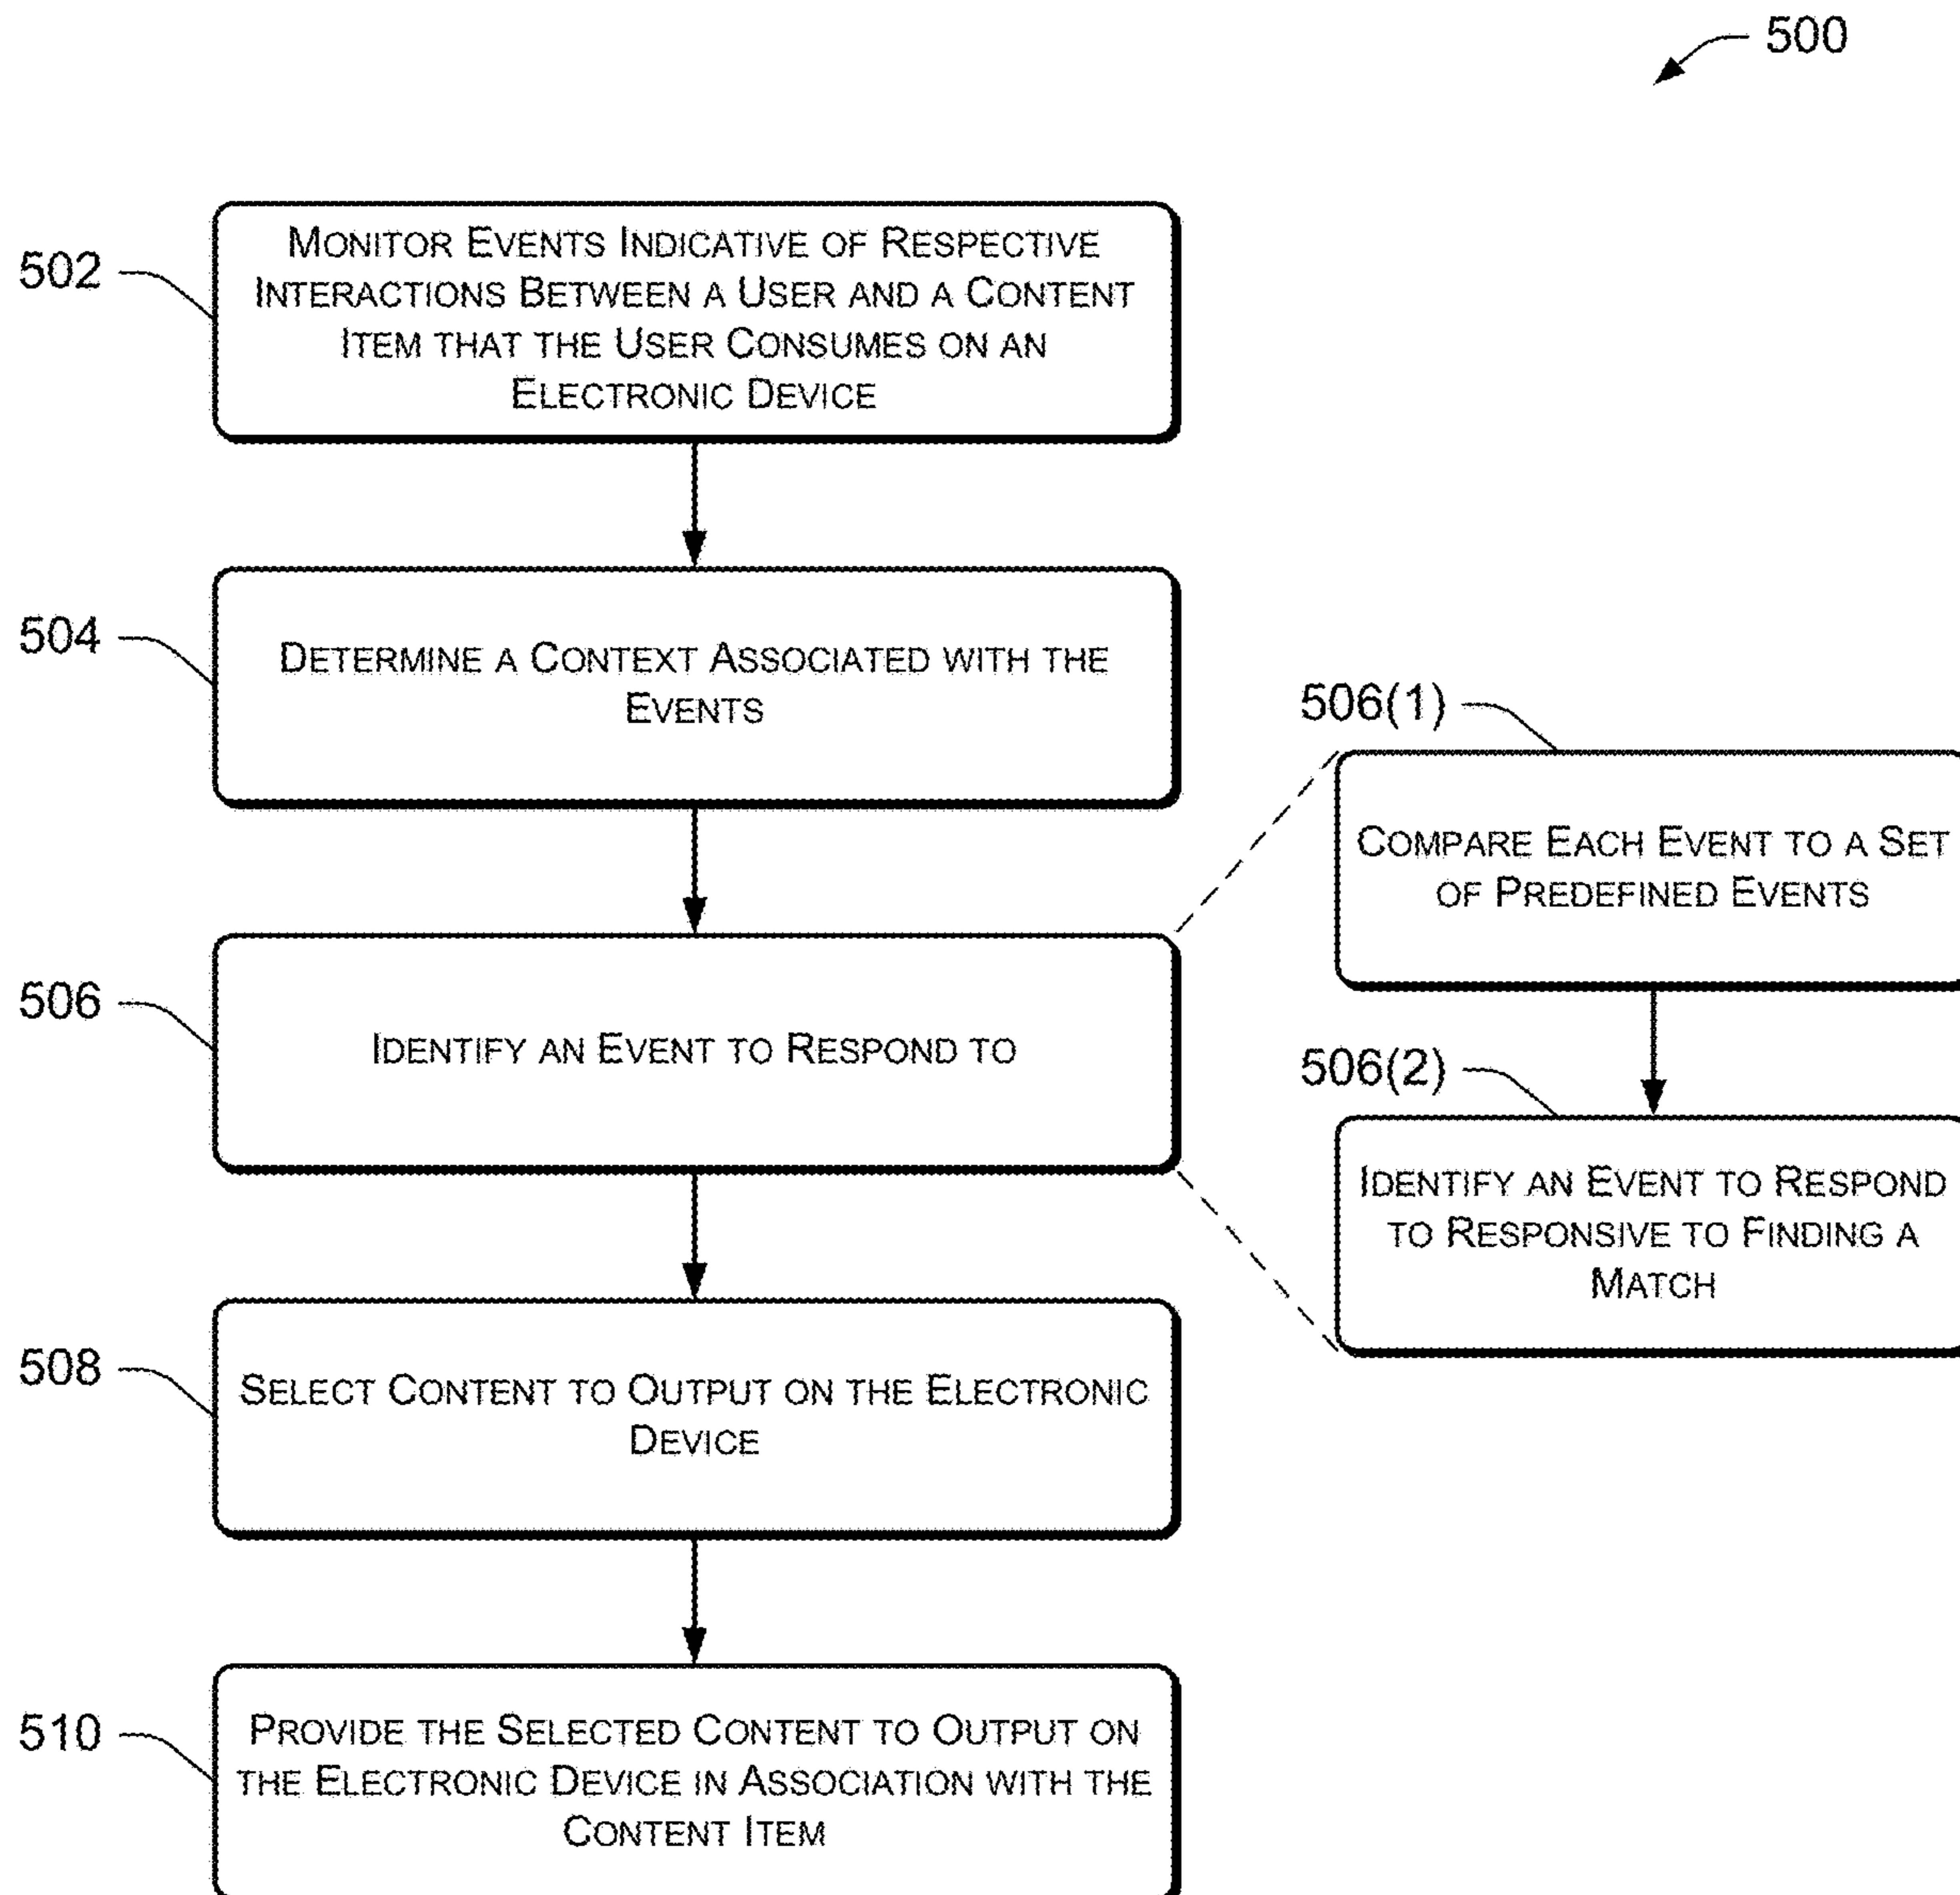 500
502
MONITOR EVENTS INDICATIVE OF RESPECTIVE
INTERACTIONS BETWEEN A USER AND A CONTENT
ITEM THAT THE USER CONSUMES ON AN
ELECTRONIC DEVICE
504
DETERMINE A CONTEXT ASSOCIATED WITH THE
EVENTS
506
IDENTIFY AN EVENT TO RESPOND TO
506(1)
COMPARE EACH EVENT TO A SET
OF PREDEFINED EVENTS
506(2)
IDENTIFY AN EVENT TO RESPOND
TO RESPONSIVE TO FINDING A
MATCH
508
SELECT CONTENT TO OUTPUT ON THE ELECTRONIC
DEVICE
510
PROVIDE THE SELECTED CONTENT TO OUTPUT ON
THE ELECTRONIC DEVICE IN ASSOCIATION WITH THE
CONTENT ITEM